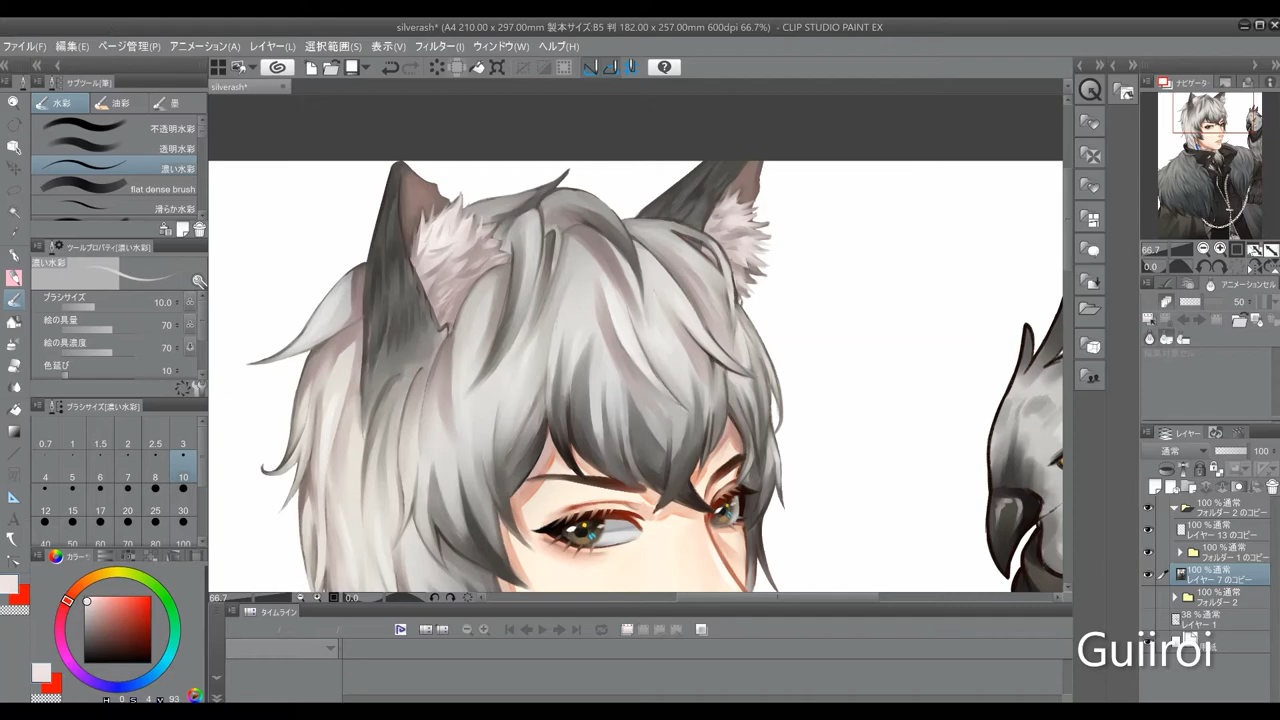 silverash* (A4 210.00 x 297.00mm 製本サイズ:B5 判 182.00 x 257.00mm 600dpi 66.7%) - CLIP STUDIO PAINT EX
ファイル(F) 編集(E) ページ管理(P) アニメーション(A) レイヤー(L) 選択範囲(S) 表示(V) フィルター(I) ウィンドウ(W) ヘルプ(H)
サブツール(筆)
silverash*
ナビゲータ
水彩 油彩 墨
不透明水彩
透明水彩
濃い水彩
flat dense brush
滑らか水彩
ツールプロパティ(濃い水彩)
濃い水彩
ブラシサイズ 10.0
絵の具量 70
絵の具濃度 70
色延び 10
66.7
0.0
アニメーションセル
50
ブラシサイズ(濃い水彩)
0.7 1 1.5 2 2.5 3
4 5 6 7 8 10
12 15 17 20 25 30
40 50 60 70 80 100
レイヤー
通常 100
100 %通常
フォルダー 2 のコピー
100 %通常
レイヤー 13 のコピー
100 %通常
フォルダー 1 のコピー
100 %通常
レイヤー 7 のコピー
100 %通常
フォルダー 2
38 %通常
レイヤー 1
カラー
66.7 0.0
タイムライン
H 0 S 4 V 93
Guiiroi